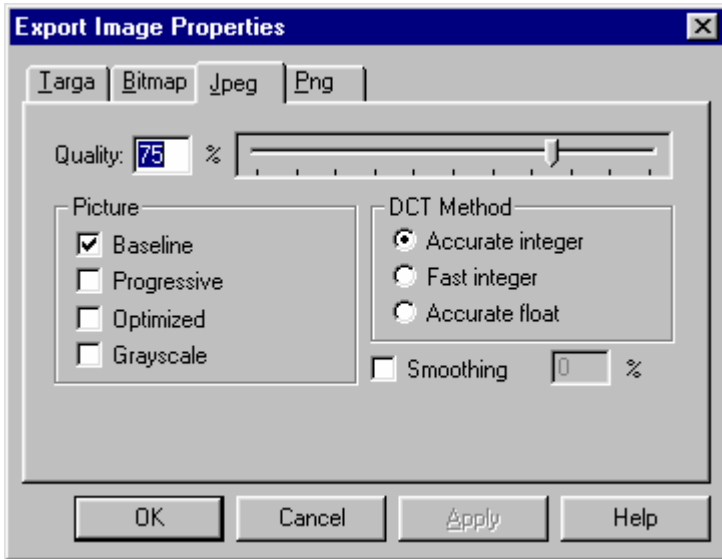 Export Image Properties
Targa Bitmap Jpeg Png
Quality: 75 %
Picture
Baseline
Progressive
Optimized
Grayscale
DCT Method
Accurate integer
Fast integer
Accurate float
Smoothing 0 %
OK Cancel Apply Help